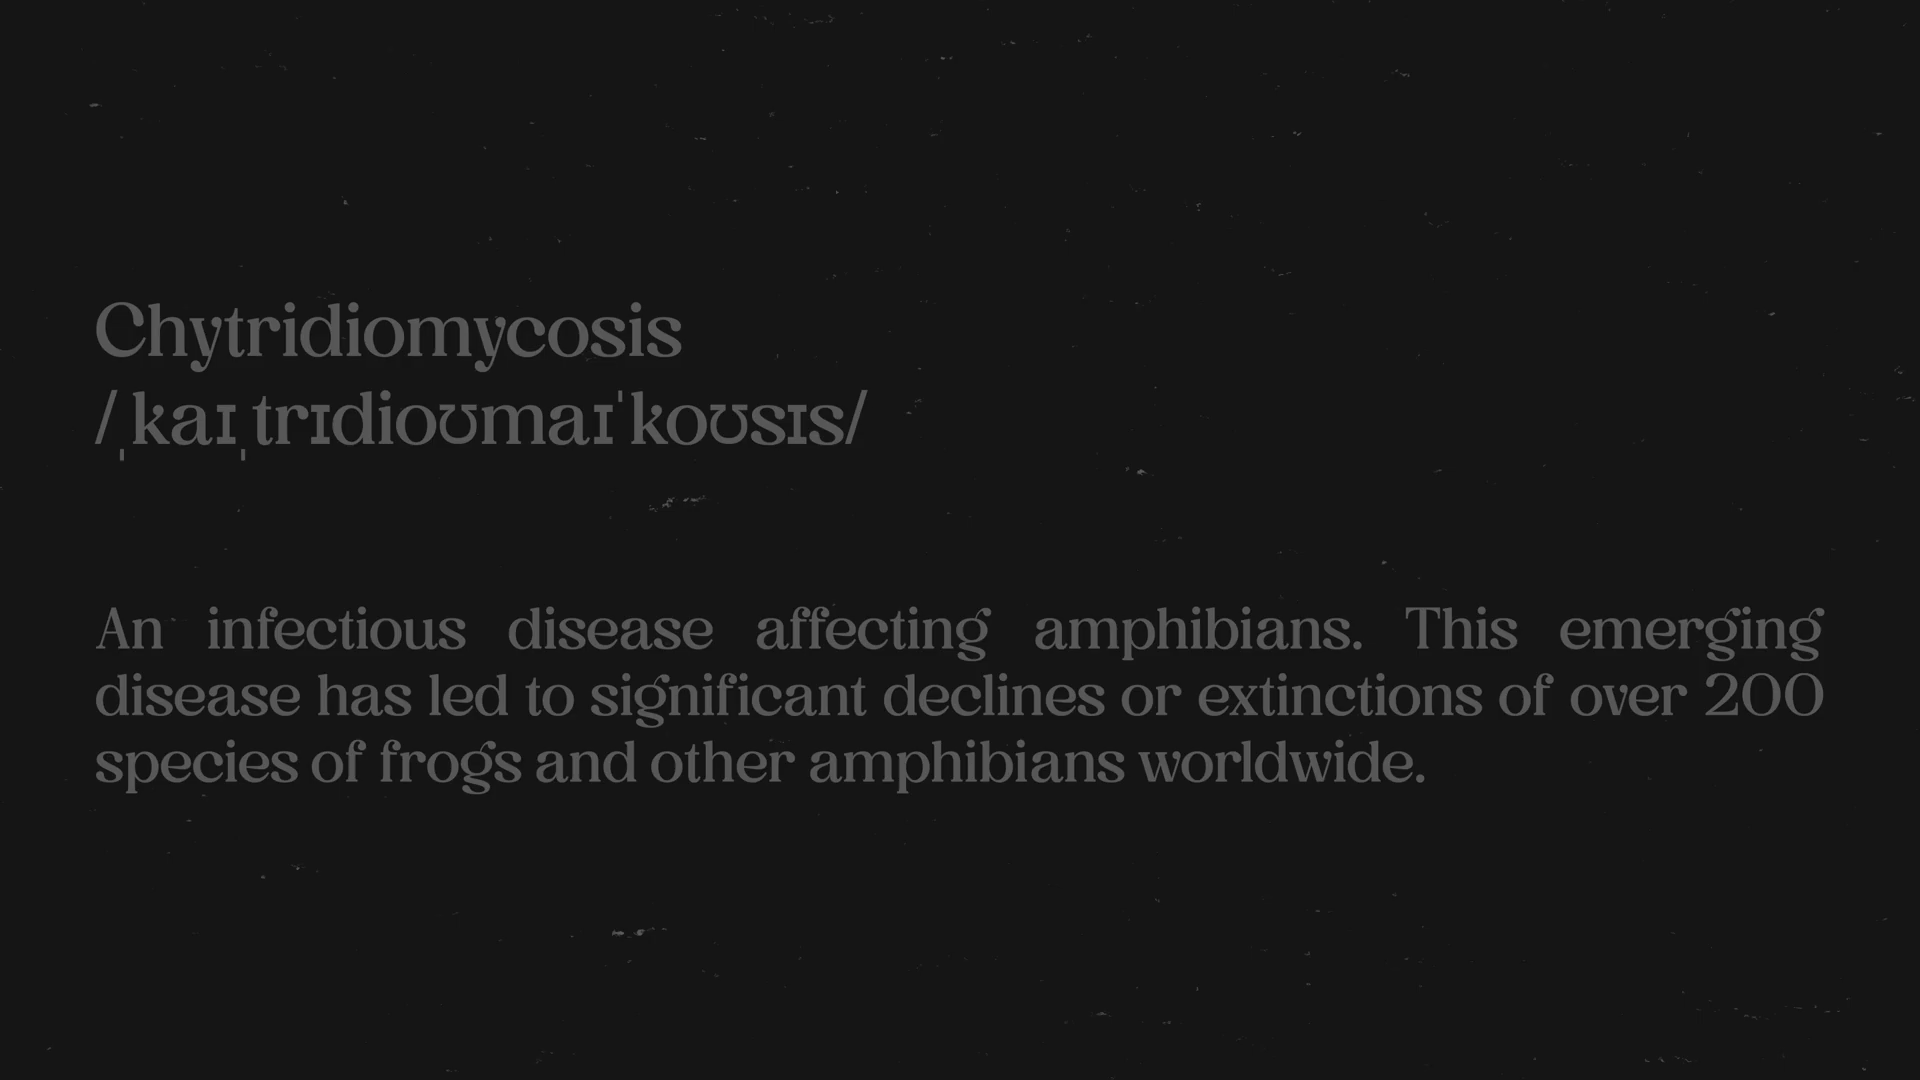 Chytridiomycosis
/ˌkaɪˌtrɪdioʊmaɪˈkoʊsɪs/
An infectious disease affecting amphibians. This emerging
disease has led to significant declines or extinctions of over 200
species of frogs and other amphibians worldwide.